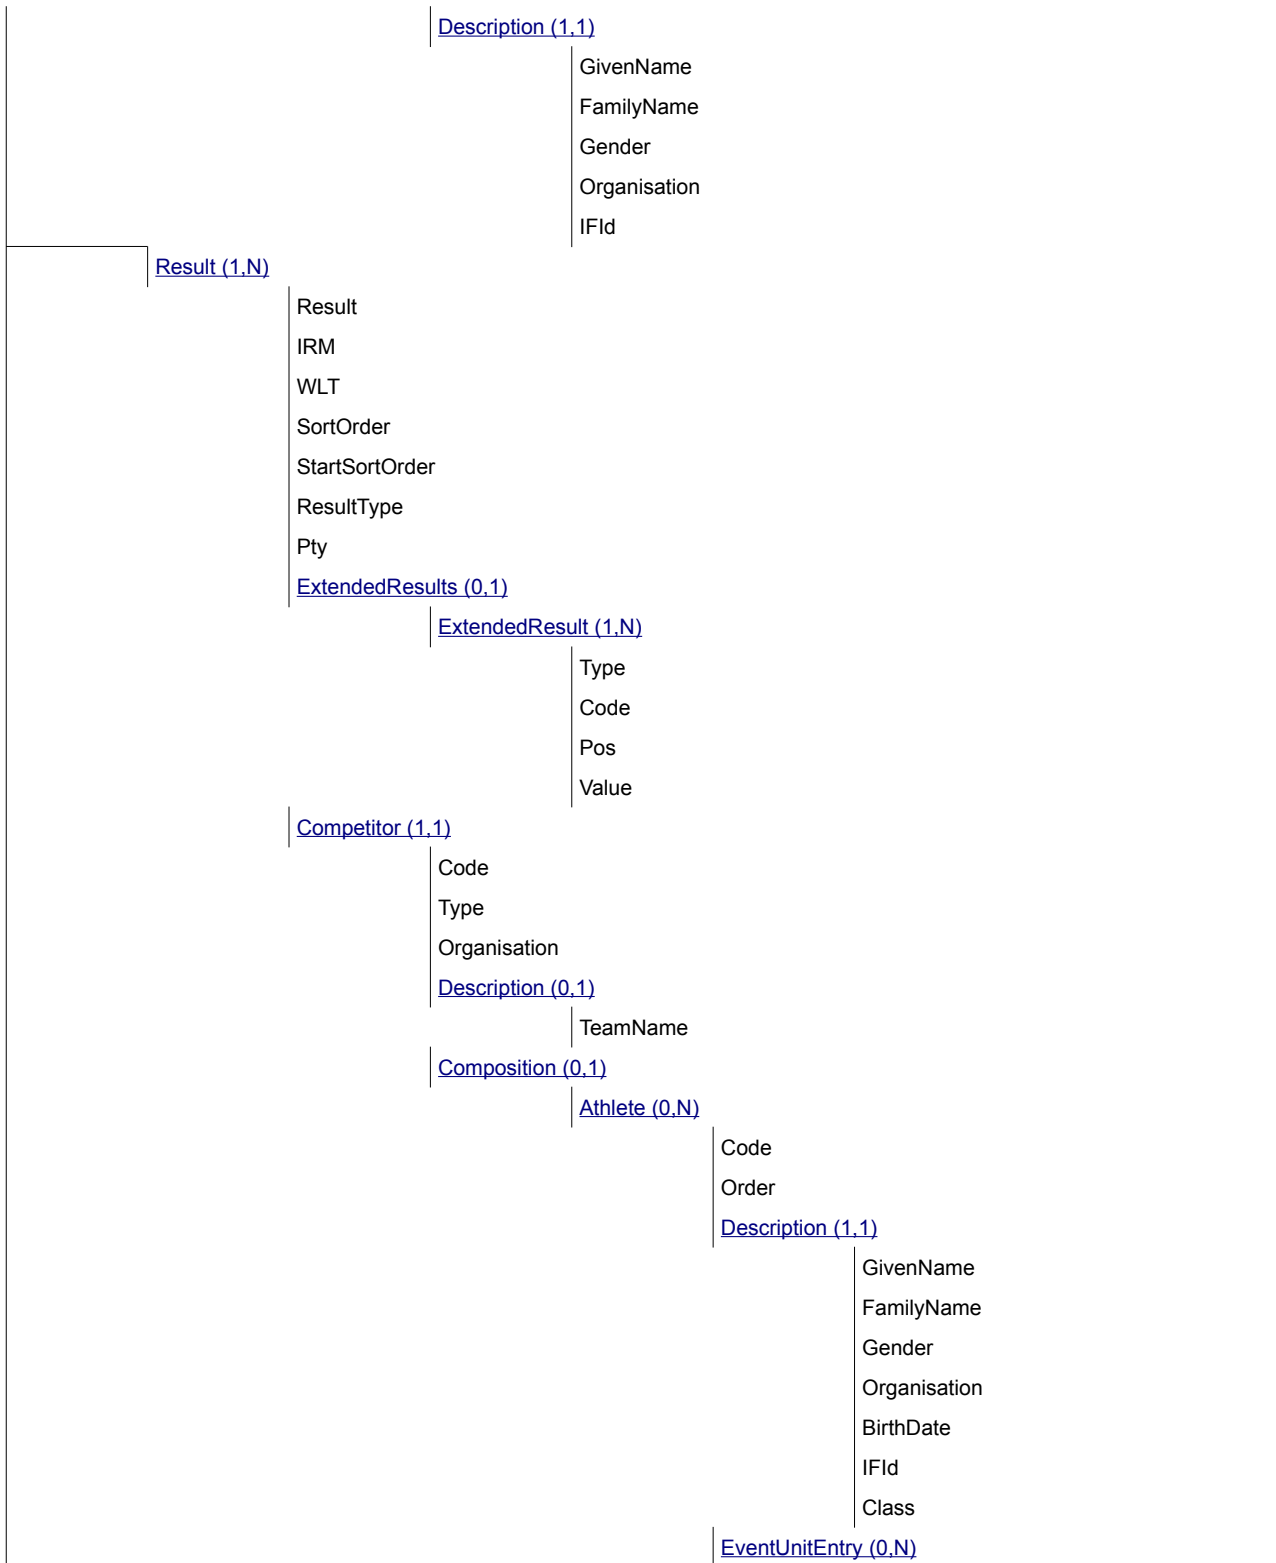 Description (1,1)
GivenName
FamilyName
Gender
Organisation
IFId
Result (1,N)
Result
IRM
WLT
SortOrder
StartSortOrder
ResultType
Pty
ExtendedResults (0,1)
ExtendedResult (1,N)
Type
Code
Pos
Value
Competitor (1,1)
Code
Type
Organisation
Description (0,1)
TeamName
Composition (0,1)
Athlete (0,N)
Code
Order
Description (1,1)
GivenName
FamilyName
Gender
Organisation
BirthDate
IFId
Class
EventUnitEntry (0,N)